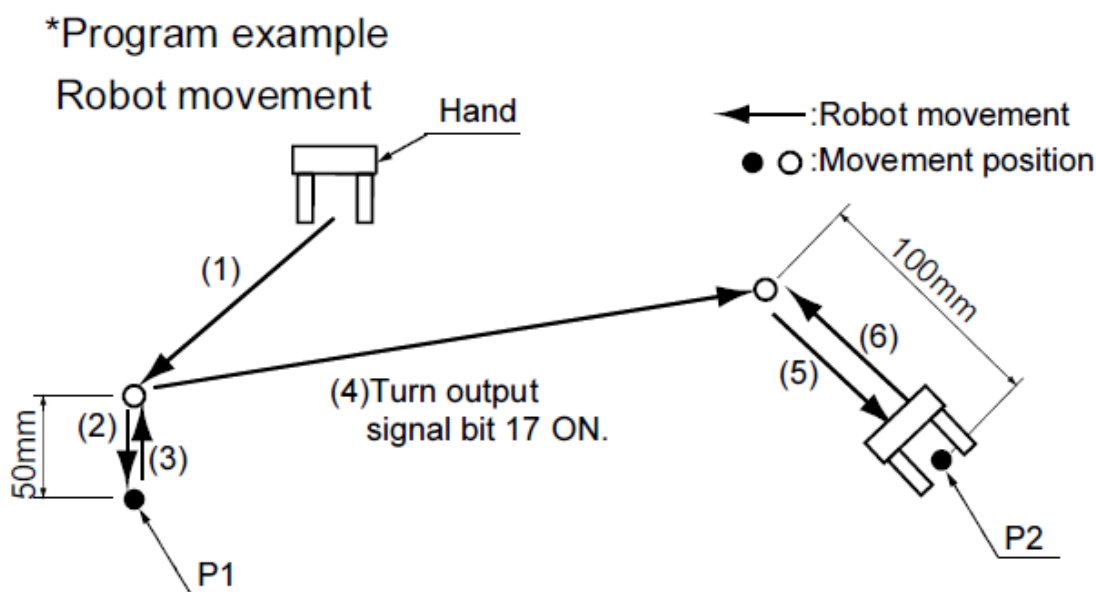 *Program example
Robot movement
Hand
:Robot movement
:Movement position
(1)
100mm
(6)
(5)
(4)Turn output
signal bit 17 ON.
(2)
(3)
50mm
P1
P2